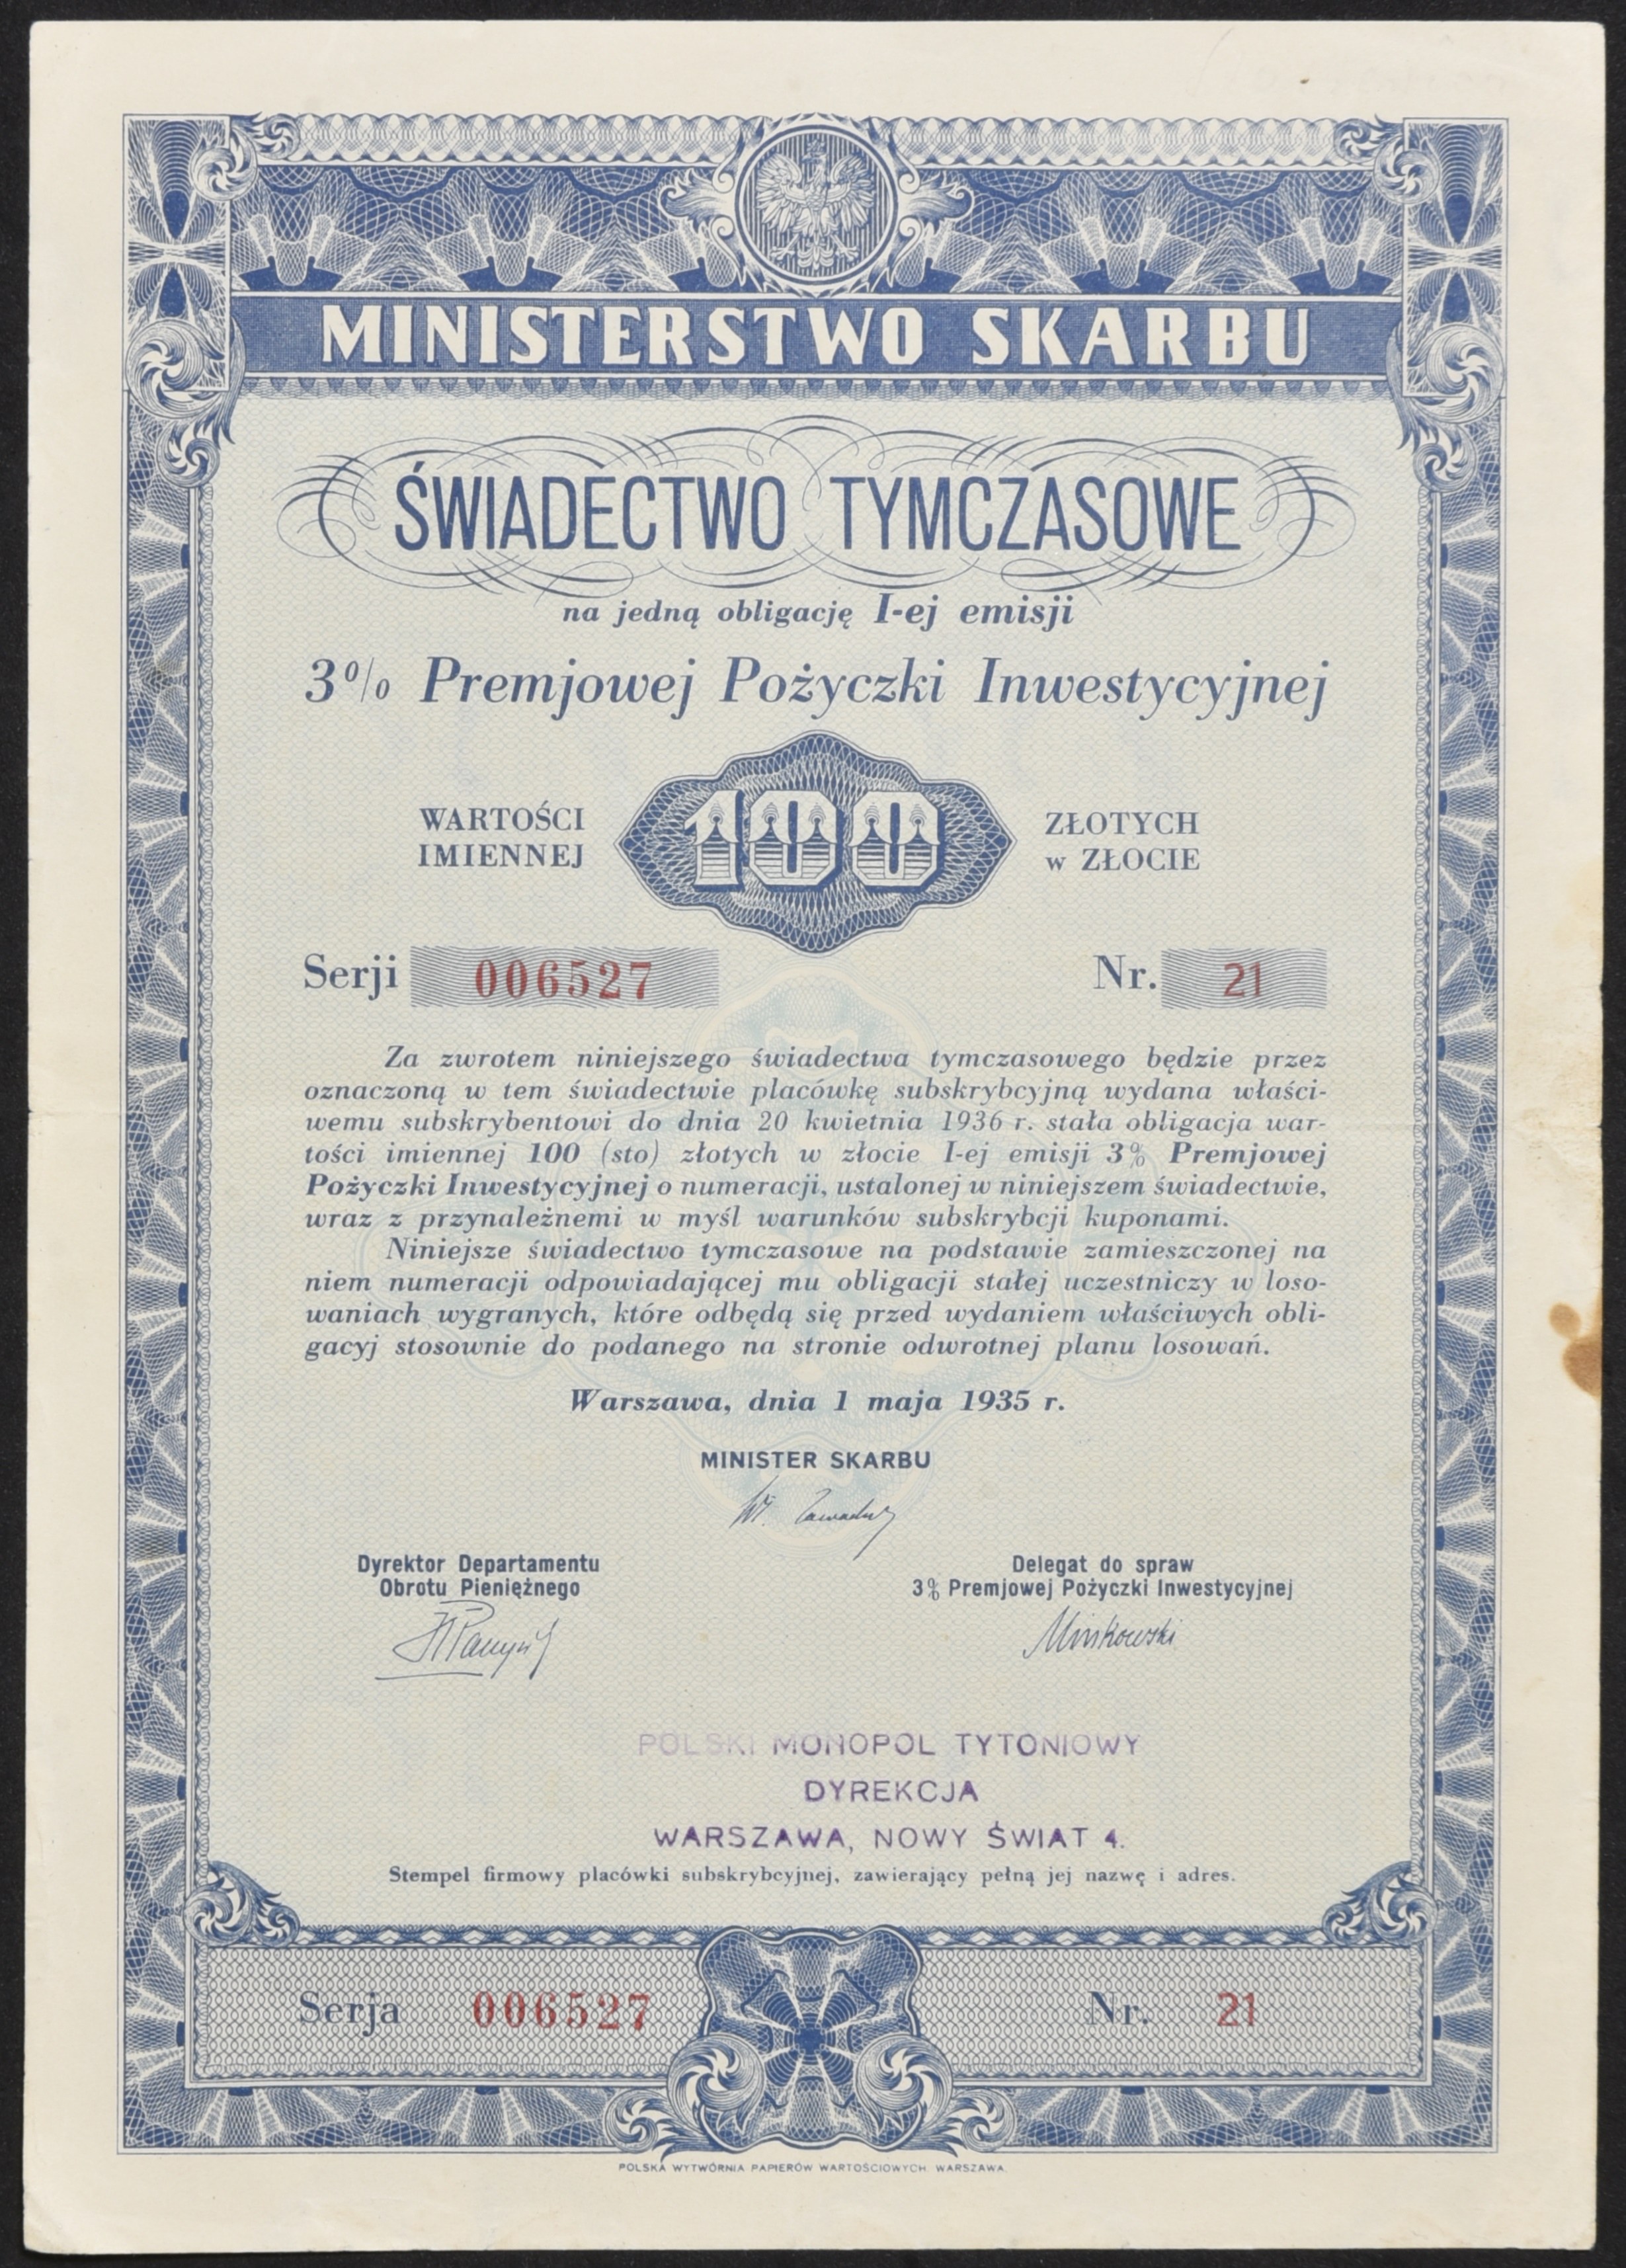 MINISTERSTWO SKARBU
ŚWIADECTWO TYMCZASOWE
na jedną obligację I-ej emisji
3% Premjowej Pożyczki Inwestycyjnej
WARTOŚCI IMIENNEJ 100 ZŁOTYCH w ZŁOCIE
Serji 006527 Nr. 21
Za zwrotem niniejszego świadectwa tymczasowego będzie przez
oznaczoną w tem świadectwie placówkę subskrybcyjną wydana właści-
wemu subskrybentowi do dnia 20 kwietnia 1936 r. stała obligacja war-
tości imiennej 100 (sto) złotych w złocie I-ej emisji 3% Premjowej
Pożyczki Inwestycyjnej o numeracji, ustalonej w niniejszem świadectwie,
wraz z przynależnemi w myśl warunków subskrybcji kuponami.
Niniejsze świadectwo tymczasowe na podstawie zamieszczonej na
niem numeracji odpowiadającej mu obligacji stałej uczestniczy w loso-
waniach wygranych, które odbędą się przed wydaniem właściwych obli-
gacyj stosownie do podanego na stronie odwrotnej planu losowań.
Warszawa, dnia 1 maja 1935 r.
MINISTER SKARBU
Dyrektor Departamentu
Obrotu Pieniężnego
Delegat do spraw
3% Premjowej Pożyczki Inwestycyjnej
Minkowski
POLSKI MONOPOL TYTONIOWY
DYREKCJA
WARSZAWA, NOWY ŚWIAT 4.
Stempel firmowy placówki subskrybcyjnej, zawierający pełną jej nazwę i adres.
Serja 006527 Nr. 21
POLSKA WYTWÓRNIA PAPIERÓW WARTOŚCIOWYCH. WARSZAWA.